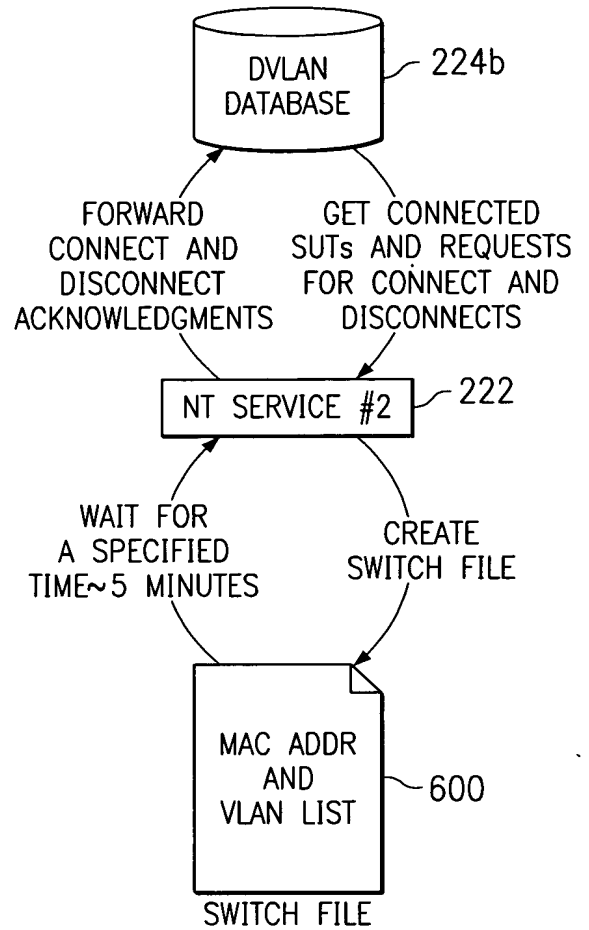 DVLAN
DATABASE
224b
FORWARD
CONNECT AND
DISCONNECT
ACKNOWLEDGMENTS
GET CONNECTED
SUTs AND REQUESTS
FOR CONNECT AND
DISCONNECTS
NT SERVICE #2
222
WAIT FOR
A SPECIFIED
TIME~5 MINUTES
CREATE
SWITCH FILE
MAC ADDR
AND
VLAN LIST
600
SWITCH FILE